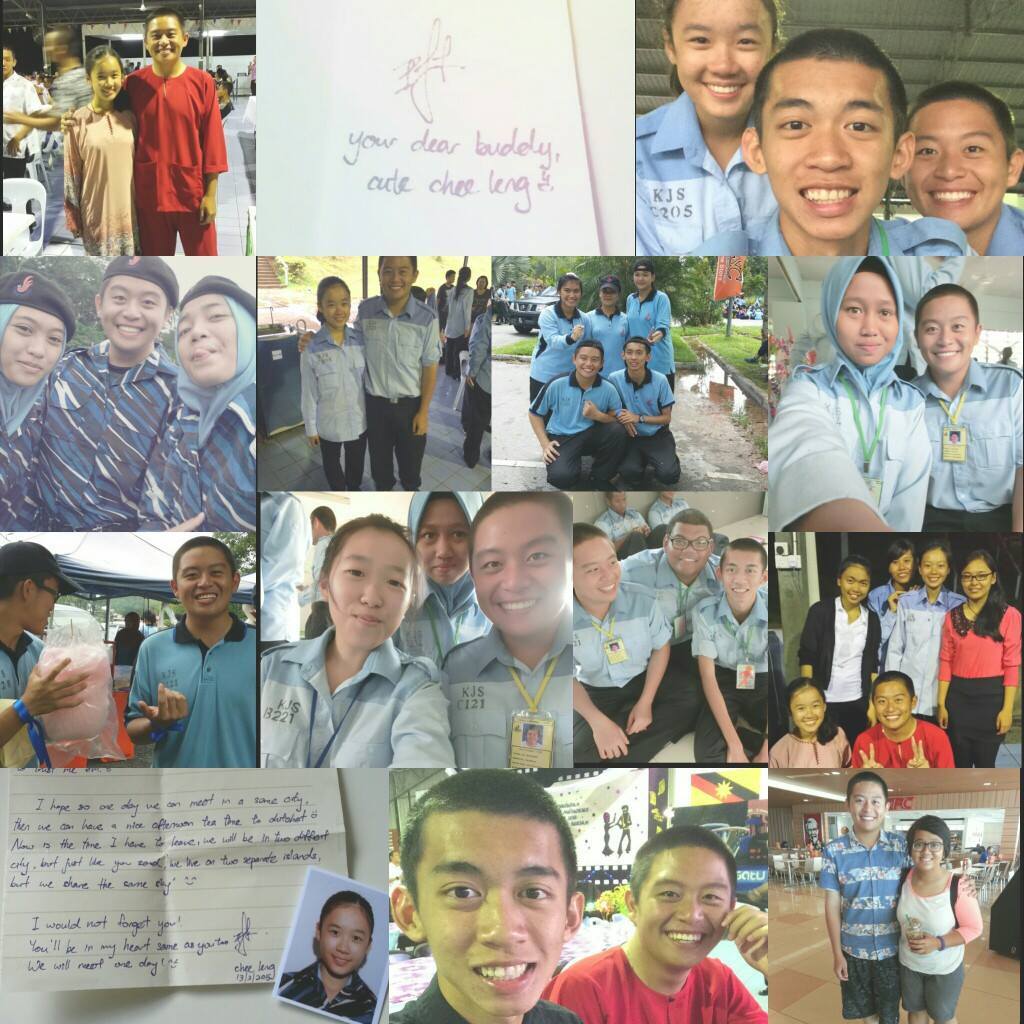 your dear buddy,
cute chee leng
KJS
C205
KJS
B221
KJS
C121
I hope so one day we can meet in a same city,
then we can have a nice afternoon tea time to chitchat
Now is the time I have to leave, we will be in two different
city, but just like you said, we live on two separate islands,
but we share the same sky
I would not forget you!
You'll be in my heart same as you too
We will meet one day!
chee leng